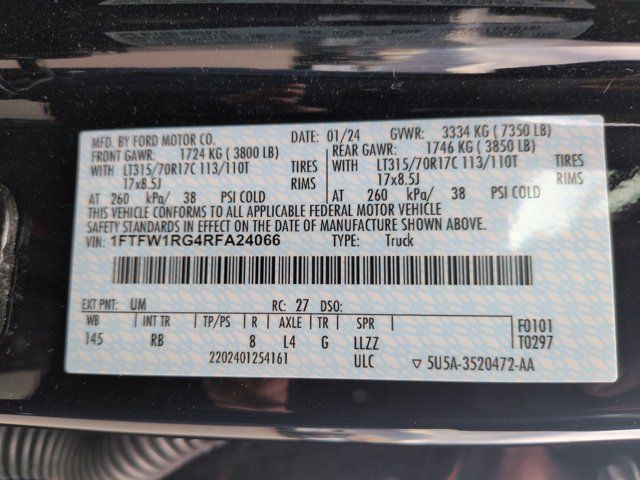 MFD. BY FORD MOTOR CO. DATE: 01/24 GVWR: 3334 KG ( 7350 LB)
FRONT GAWR: 1724 KG ( 3800 LB) REAR GAWR: 1746 KG ( 3850 LB)
WITH LT315/70R17C 113/110T TIRES WITH LT315/70R17C 113/110T TIRES
17x8.5J RIMS 17x8.5J RIMS
AT 260 kPa/ 38 PSI COLD AT 260 kPa/ 38 PSI COLD
THIS VEHICLE CONFORMS TO ALL APPLICABLE FEDERAL MOTOR VEHICLE
SAFETY STANDARDS IN EFFECT ON THE DATE OF MANUFACTURE SHOWN ABOVE.
VIN: 1FTFW1RG4RFA24066 TYPE: Truck
EXT PNT: UM RC: 27 DSO:
WB INT TR TP/PS R AXLE TR SPR F0101
145 RB 8 L4 G LLZZ T0297
2202401254161 ULC ▽ 5U5A-3520472-AA